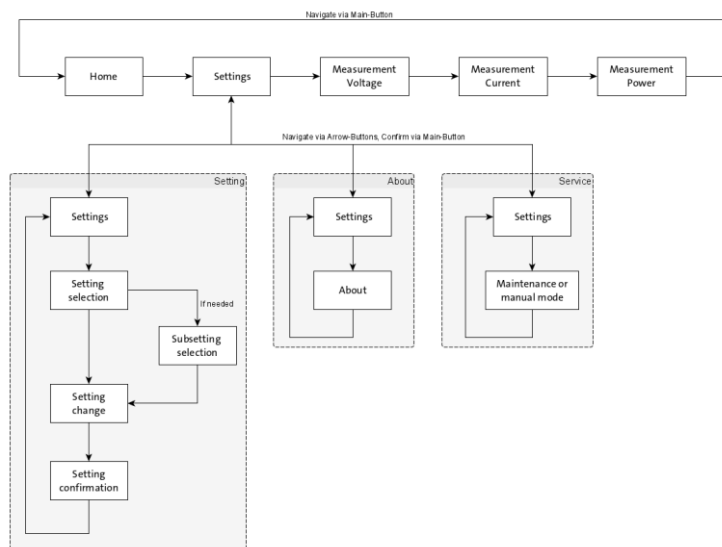 Navigate via Main-Button
Home
Settings
Measurement
Voltage
Measurement
Current
Measurement
Power
Navigate via Arrow-Buttons, Confirm via Main-Button
Setting
Settings
Setting
selection
If needed
Subsetting
selection
Setting
change
Setting
confirmation
About
Settings
About
Service
Settings
Maintenance or
manual mode